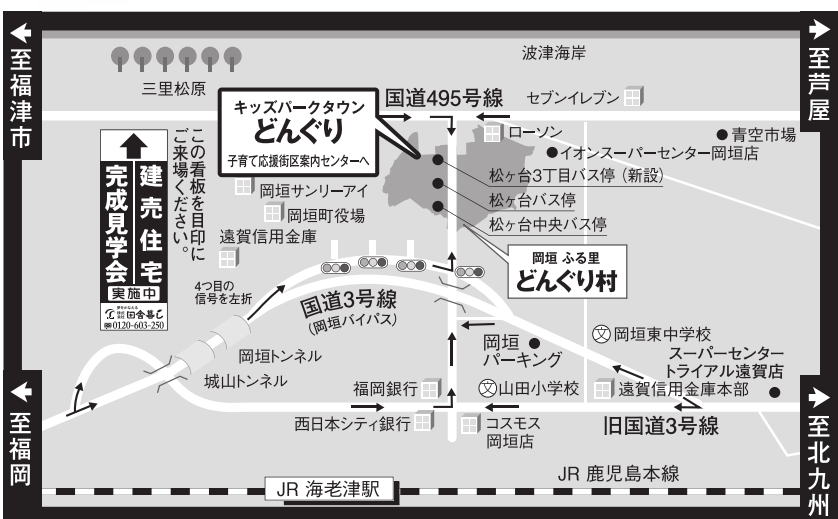 至福津市
至芦屋
至福岡
至北九州
波津海岸
三里松原
キッズパークタウン
どんぐり
子育て応援街区案内センターへ
国道495号線
セブンイレブン
ローソン
青空市場
イオンスーパーセンター岡垣店
松ヶ台3丁目バス停(新設)
松ヶ台バス停
松ヶ台中央バス停
この看板を目印に
ご来場ください。
建売住宅
完成見学会
実施中
田舎暮し
0120-603-250
岡垣サンリーアイ
岡垣町役場
遠賀信用金庫
岡垣 ふる里
どんぐり村
4つ目の
信号を左折
国道3号線
(岡垣バイパス)
岡垣トンネル
城山トンネル
岡垣
パーキング
文 岡垣東中学校
スーパーセンター
トライアル遠賀店
福岡銀行
文 山田小学校
遠賀信用金庫本部
西日本シティ銀行
コスモス
岡垣店
旧国道3号線
JR 鹿児島本線
JR 海老津駅